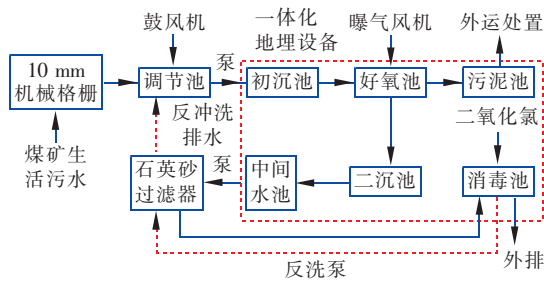 鼓风机
一体化
地埋设备
曝气风机
外运处置
泵
10 mm
机械格栅
调节池
初沉池
好氧池
污泥池
反冲洗
排水
二氧化氯
煤矿生
活污水
石英砂
过滤器
泵
中间
水池
二沉池
消毒池
外排
反洗泵